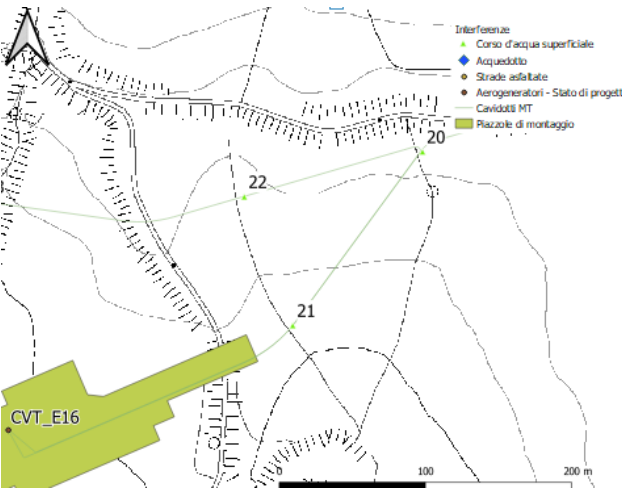 Interferenze
Corso d'acqua superficiale
Acquedotto
Strade asfaltate
Aerogeneratori - Stato di progett
Cavidotti MT
Piazzole di montaggio
20
22
21
CVT_E16
0 100 200 m